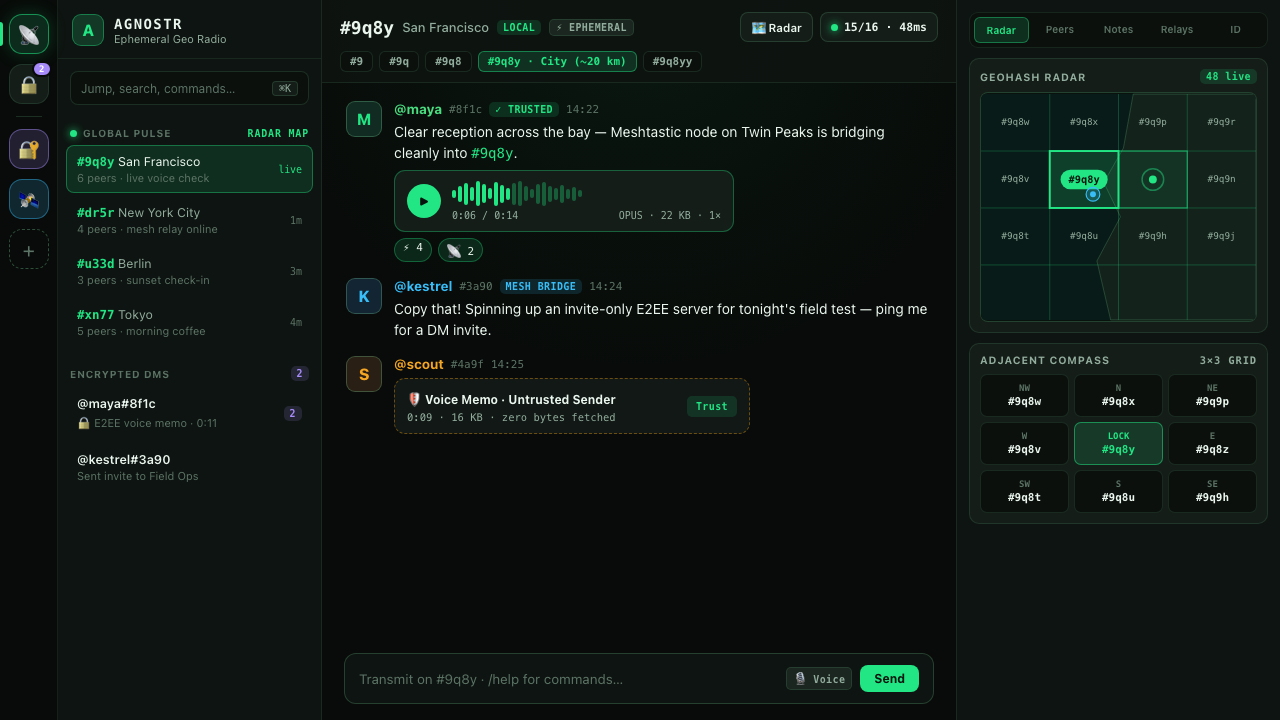 2
+
A
AGNOSTR
Ephemeral Geo Radio
Jump, search, commands... ⌘K
GLOBAL PULSE RADAR MAP
#9q8y San Francisco
6 peers · live voice check
live
#dr5r New York City
4 peers · mesh relay online
1m
#u33d Berlin
3 peers · sunset check-in
3m
#xn77 Tokyo
5 peers · morning coffee
4m
ENCRYPTED DMS 2
@maya#8f1c
🔒 E2EE voice memo · 0:11
2
@kestrel#3a90
Sent invite to Field Ops
#9q8y San Francisco LOCAL ⚡ EPHEMERAL
🗺️ Radar
15/16 · 48ms
#9 #9q #9q8 #9q8y · City (~20 km) #9q8yy
M
@maya #8f1c ✓ TRUSTED 14:22
Clear reception across the bay — Meshtastic node on Twin Peaks is bridging
cleanly into #9q8y.
0:06 / 0:14 OPUS · 22 KB · 1×
⚡ 4 📡 2
K
@kestrel #3a90 MESH BRIDGE 14:24
Copy that! Spinning up an invite-only E2EE server for tonight's field test — ping me
for a DM invite.
S
@scout #4a9f 14:25
🛡️ Voice Memo · Untrusted Sender
0:09 · 16 KB · zero bytes fetched
Trust
Transmit on #9q8y · /help for commands...
🎙️ Voice
Send
Radar Peers Notes Relays ID
GEOHASH RADAR 48 live
#9q8w #9q8x #9q9p #9q9r
#9q8v #9q8y #9q9n
#9q8t #9q8u #9q9h #9q9j
ADJACENT COMPASS 3×3 GRID
NW N NE
#9q8w #9q8x #9q9p
W LOCK E
#9q8v #9q8y #9q8z
SW S SE
#9q8t #9q8u #9q9h